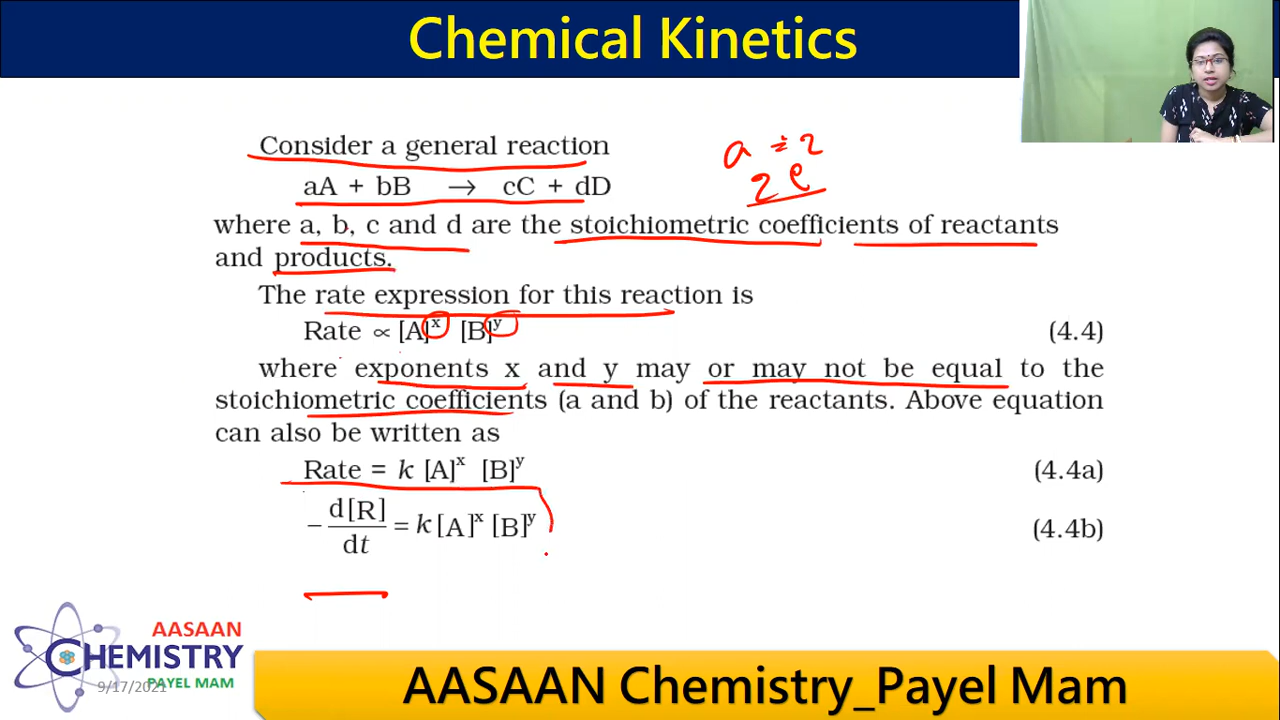 Chemical Kinetics
Consider a general reaction
a = 2
aA + bB → cC + dD
where a, b, c and d are the stoichiometric coefficients of reactants
and products.
The rate expression for this reaction is
Rate ∝ [A]ˣ [B]ʸ (4.4)
where exponents x and y may or may not be equal to the
stoichiometric coefficients (a and b) of the reactants. Above equation
can also be written as
Rate = k [A]ˣ [B]ʸ (4.4a)
− d[R]/dt = k [A]ˣ [B]ʸ (4.4b)
AASAAN
CHEMISTRY
PAYEL MAM
9/17/2021
AASAAN Chemistry_Payel Mam